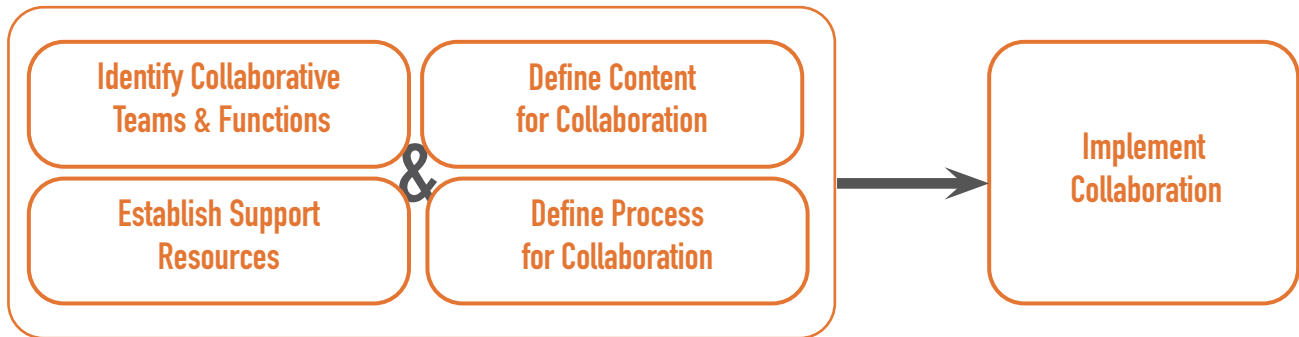 Identify Collaborative
Teams & Functions
Define Content
for Collaboration
&
Establish Support
Resources
Define Process
for Collaboration
Implement
Collaboration